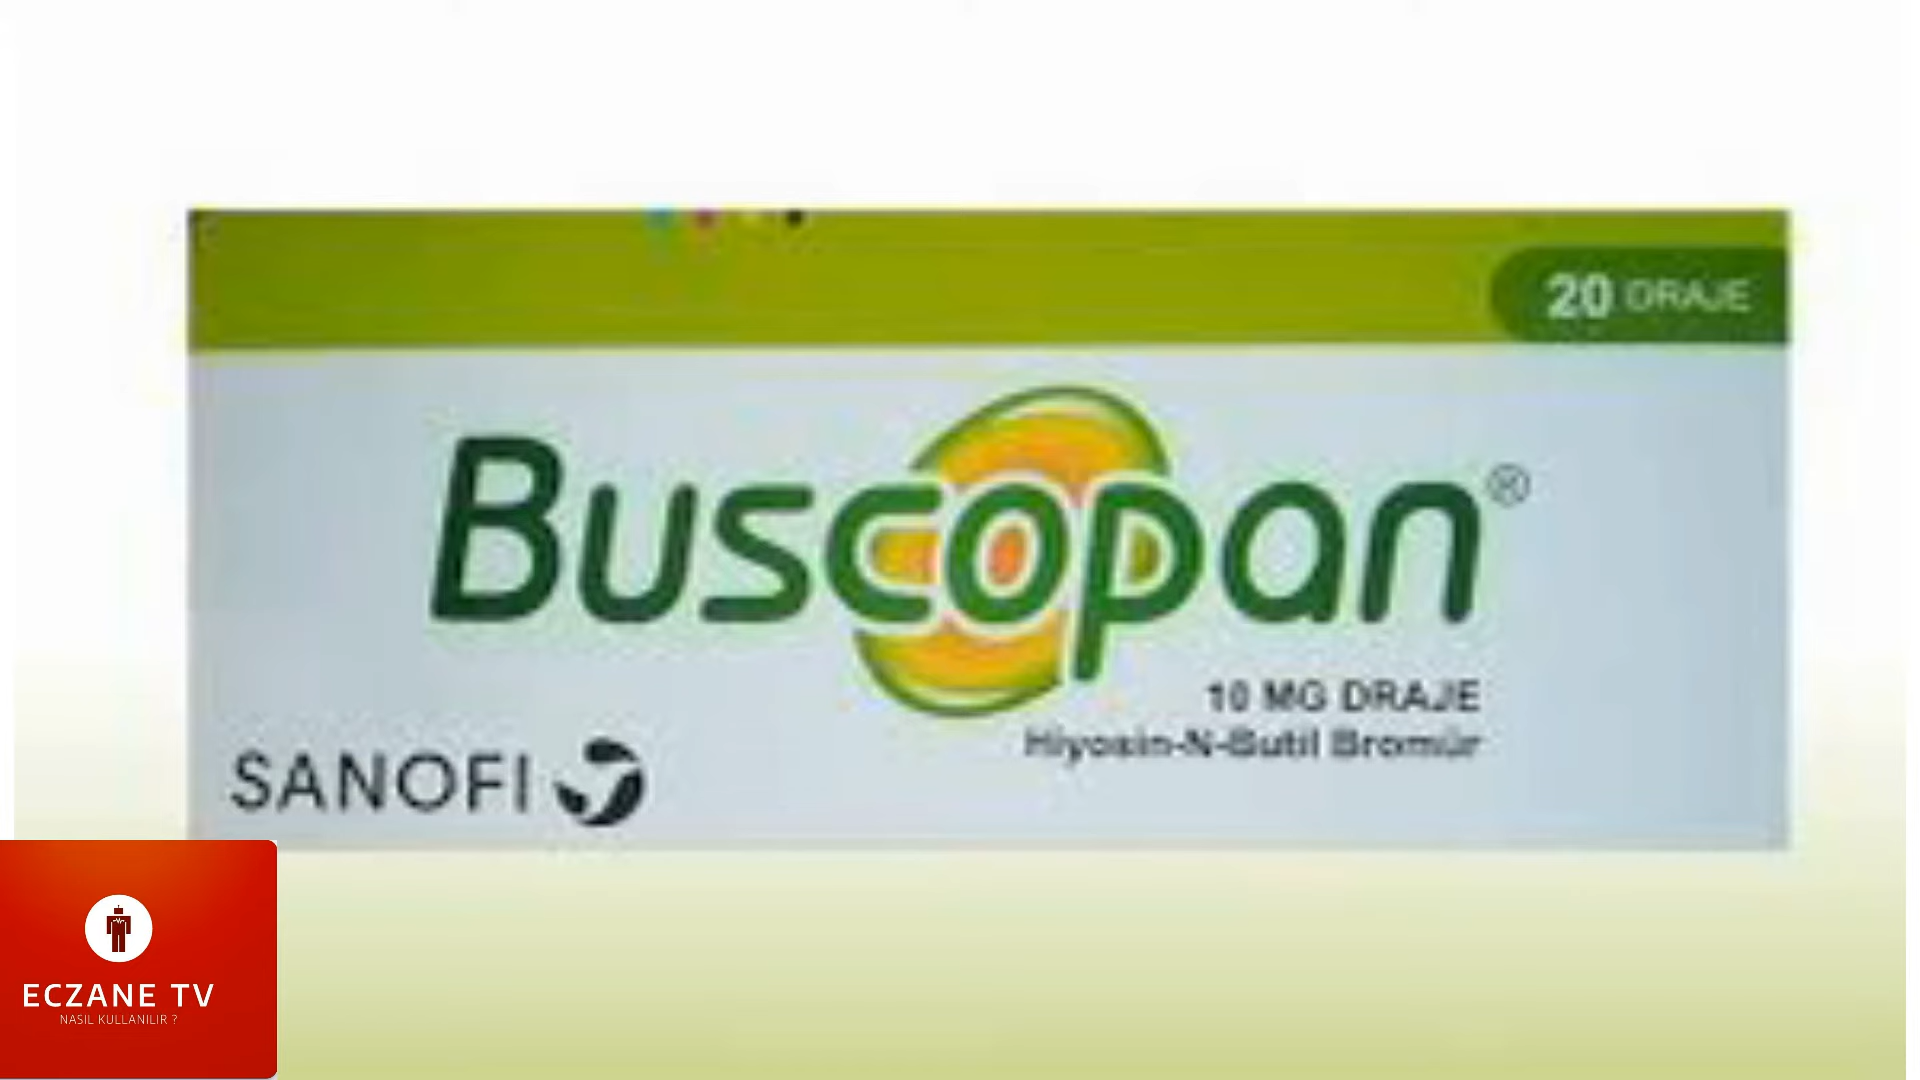 20 DRAJE
Buscopan®
10 MG DRAJE
Hiyosin-N-Butil Bromür
SANOFI
ECZANE TV
NASIL KULLANILIR ?